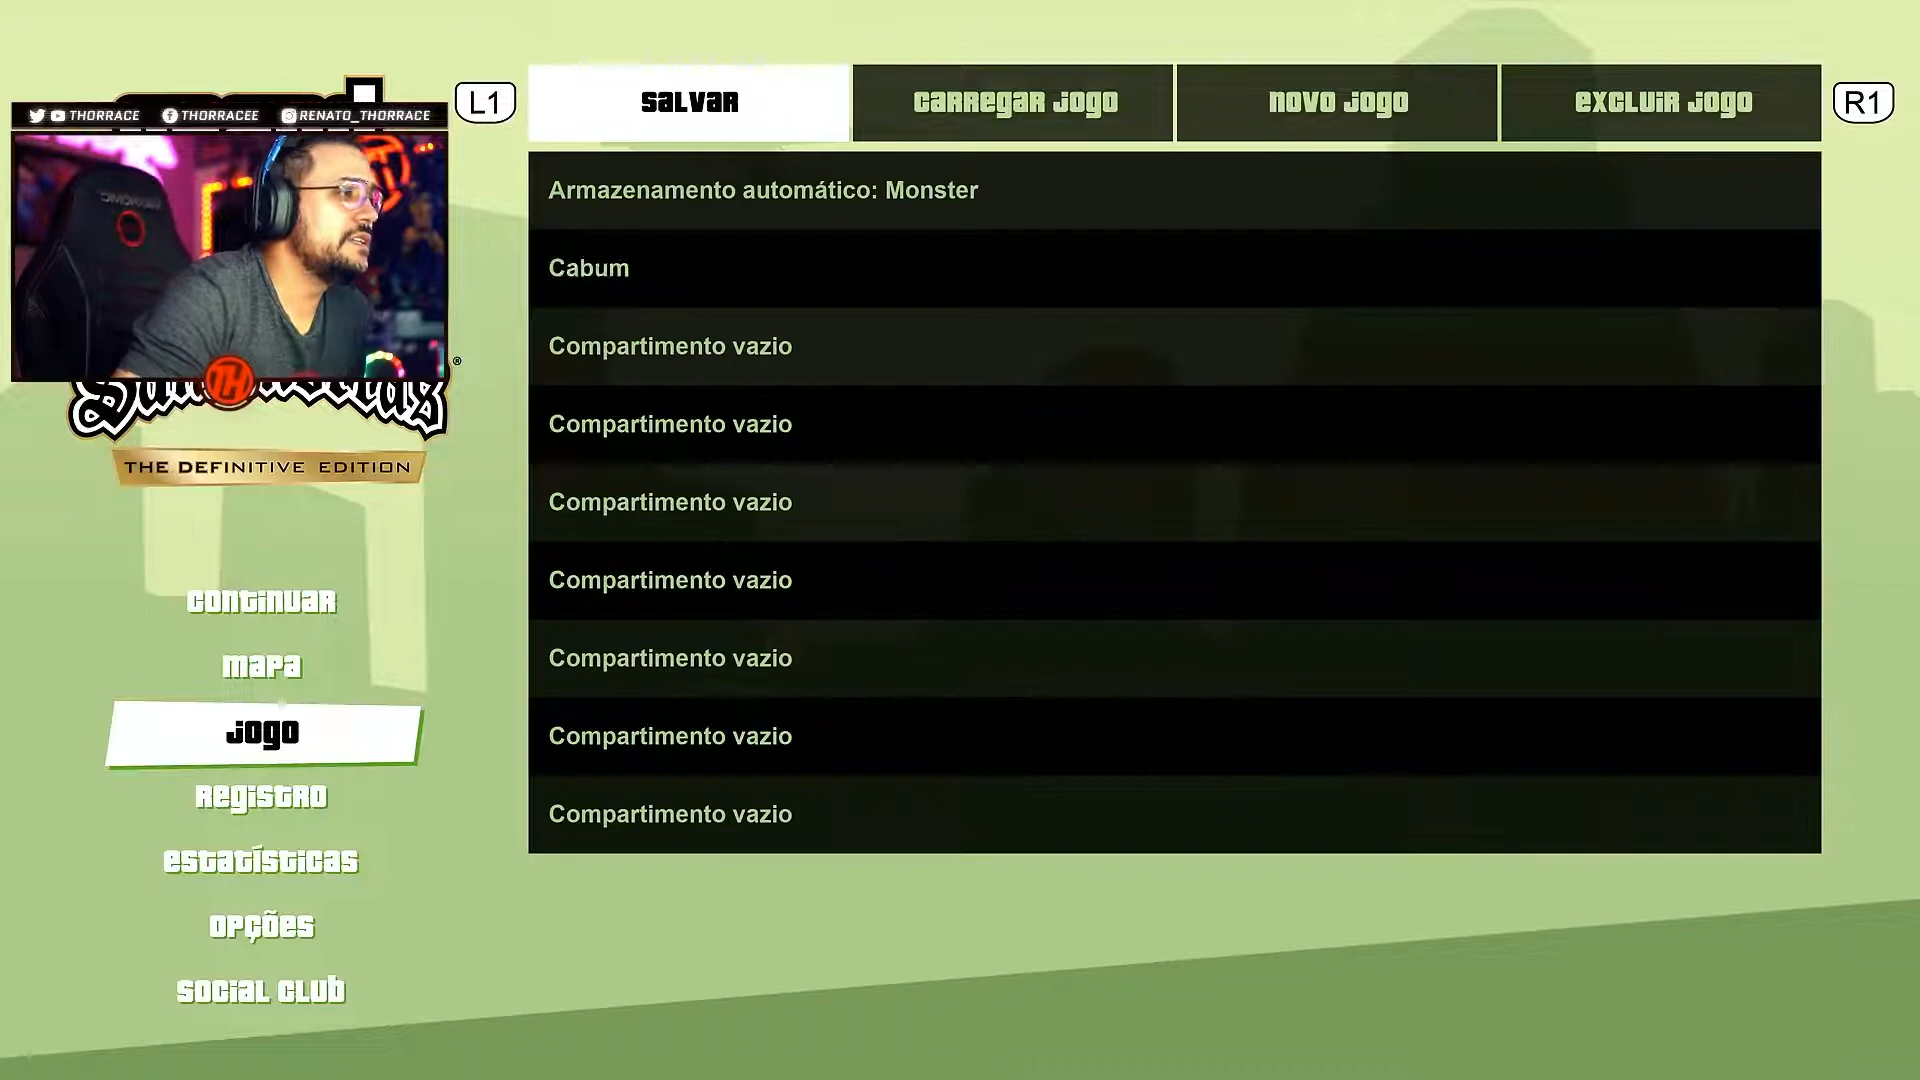 THORRACE THORRACEE RENATO_THORRACE
L1 SALVAR CARREGAR JOGO NOVO JOGO EXCLUIR JOGO R1
Armazenamento automático: Monster
Cabum
Compartimento vazio
Compartimento vazio
Compartimento vazio
Compartimento vazio
Compartimento vazio
Compartimento vazio
Compartimento vazio
TH
®
THE DEFINITIVE EDITION
CONTINUAR
MAPA
JOGO
REGISTRO
ESTATÍSTICAS
OPÇÕES
SOCIAL CLUB